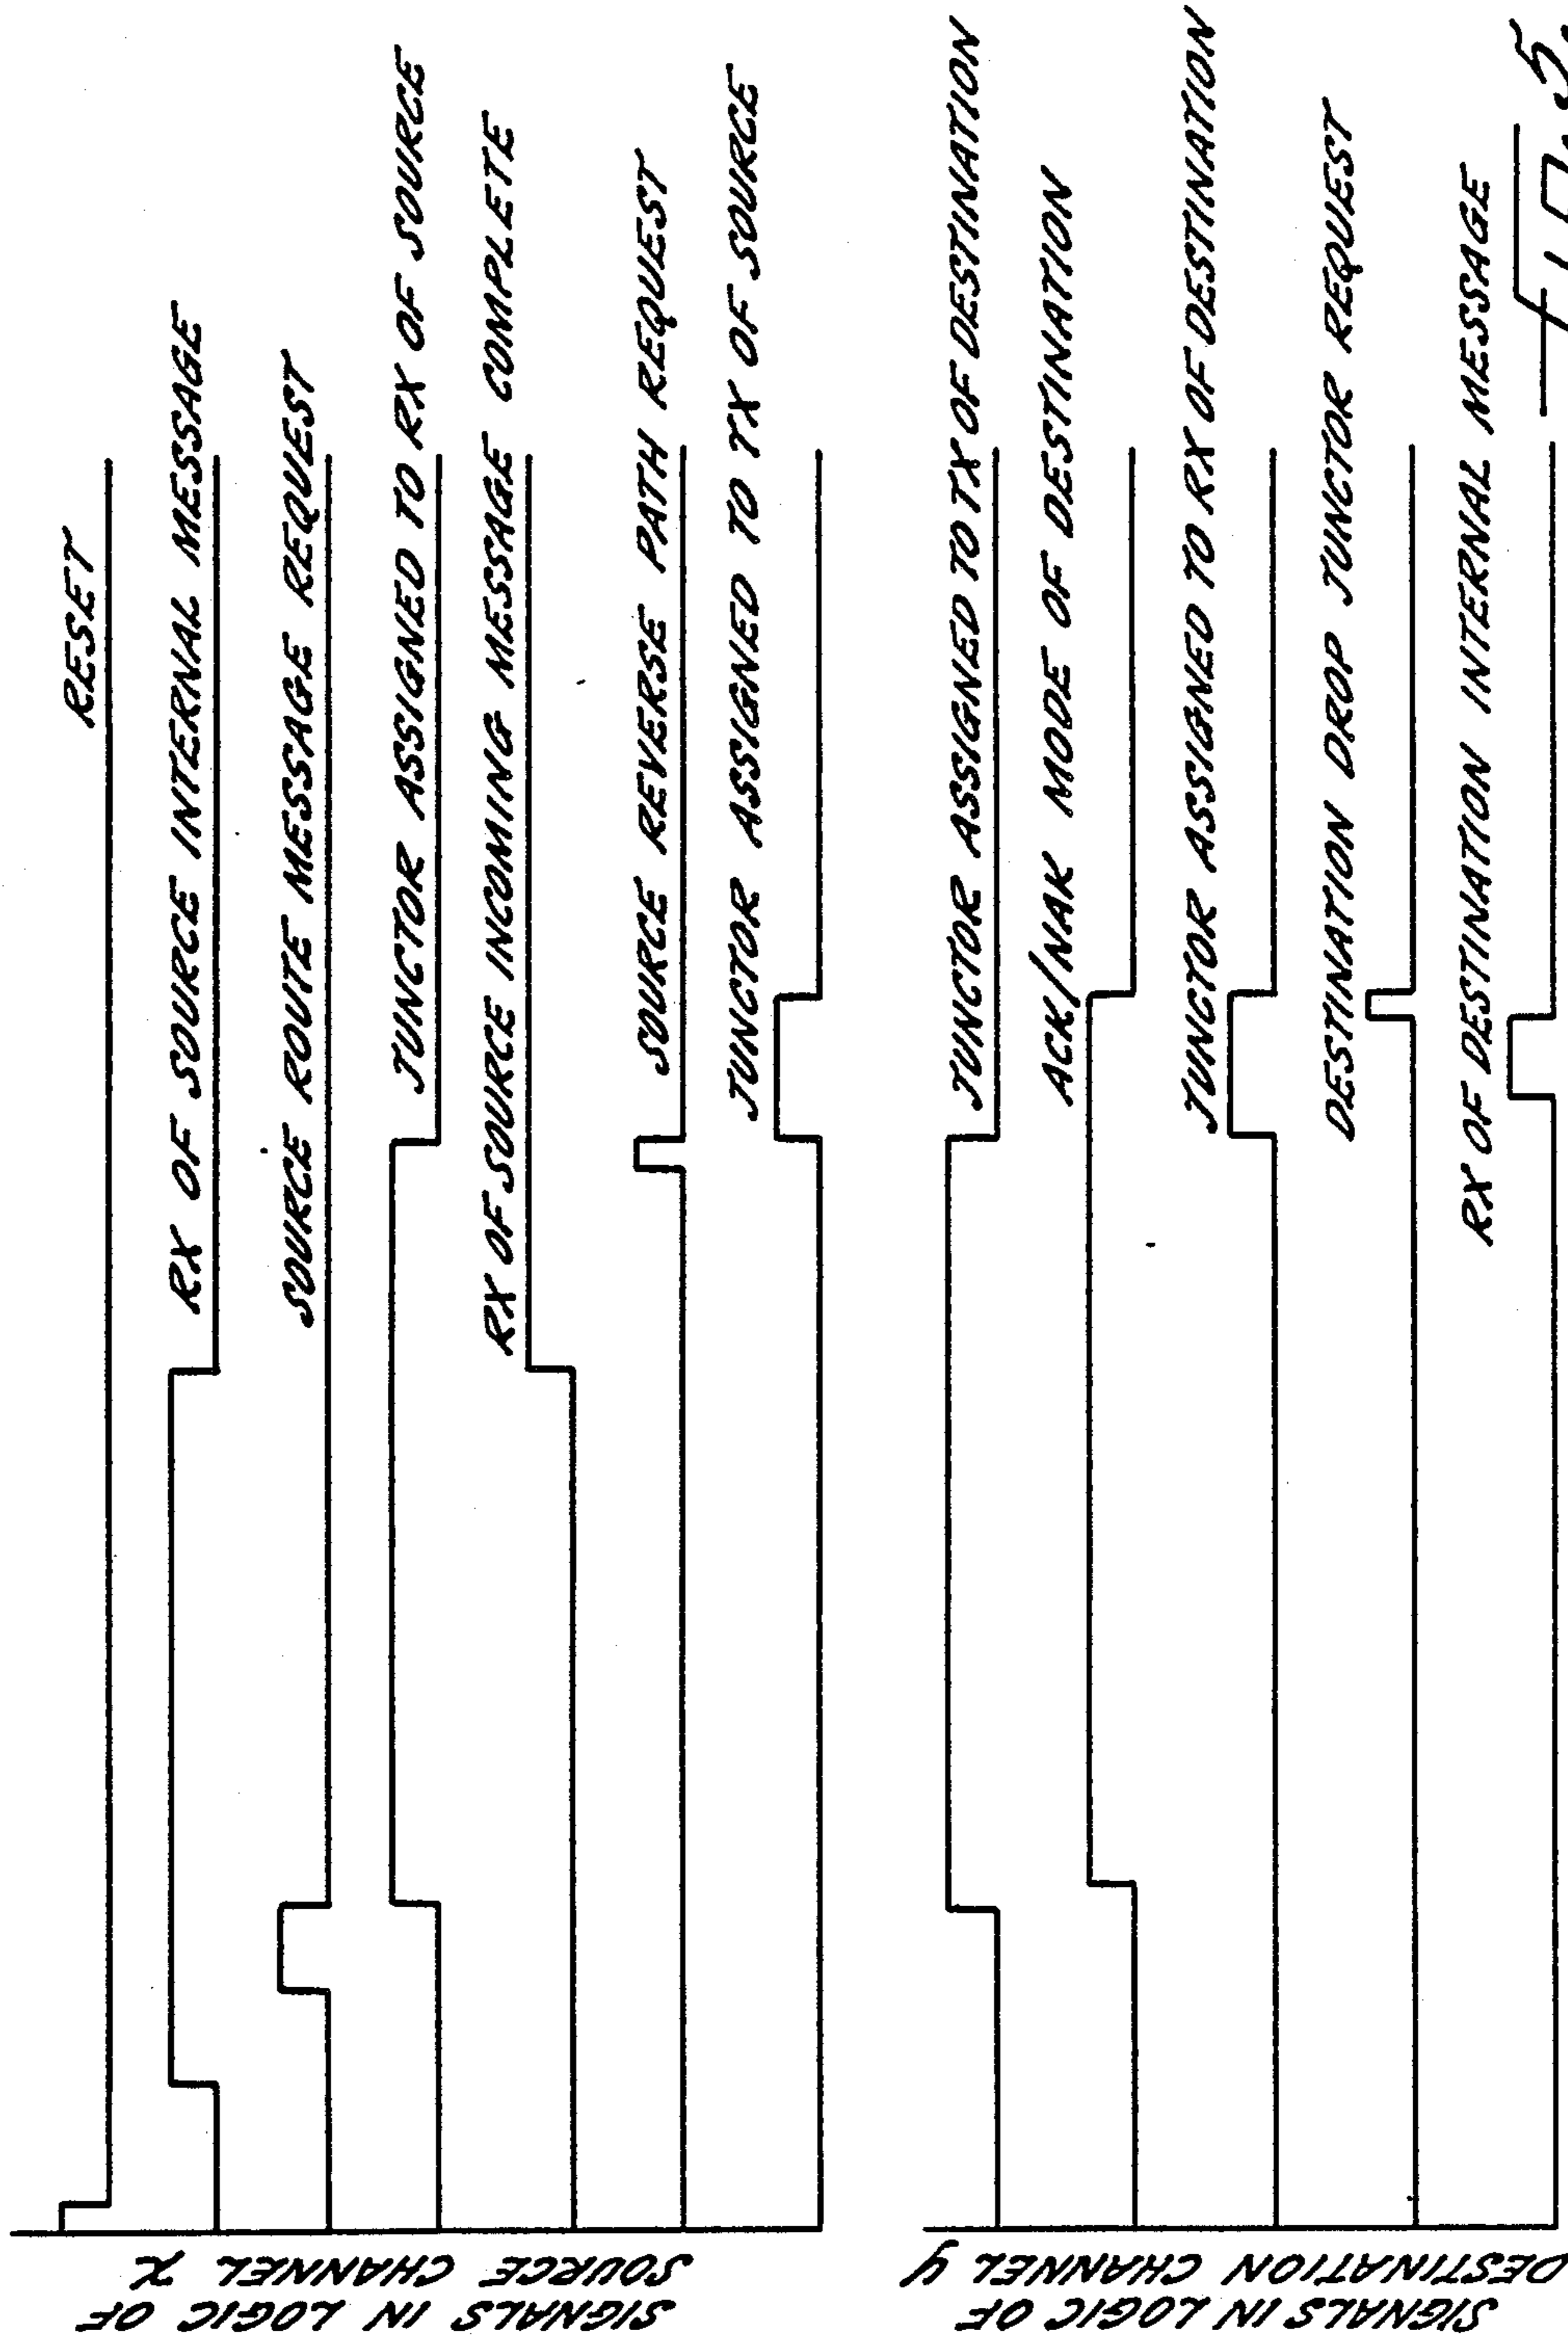 SIGNALS IN LOGIC OF
SOURCE CHANNEL X
RESET
RX OF SOURCE INTERNAL MESSAGE
SOURCE ROUTE MESSAGE REQUEST
JUNCTOR ASSIGNED TO RX OF SOURCE
RX OF SOURCE INCOMING MESSAGE COMPLETE
SOURCE REVERSE PATH REQUEST
JUNCTOR ASSIGNED TO TX OF SOURCE
SIGNALS IN LOGIC OF
DESTINATION CHANNEL Y
JUNCTOR ASSIGNED TO TX OF DESTINATION
ACK/NAK MODE OF DESTINATION
JUNCTOR ASSIGNED TO RX OF DESTINATION
DESTINATION DROP JUNCTOR REQUEST
RX OF DESTINATION INTERNAL MESSAGE